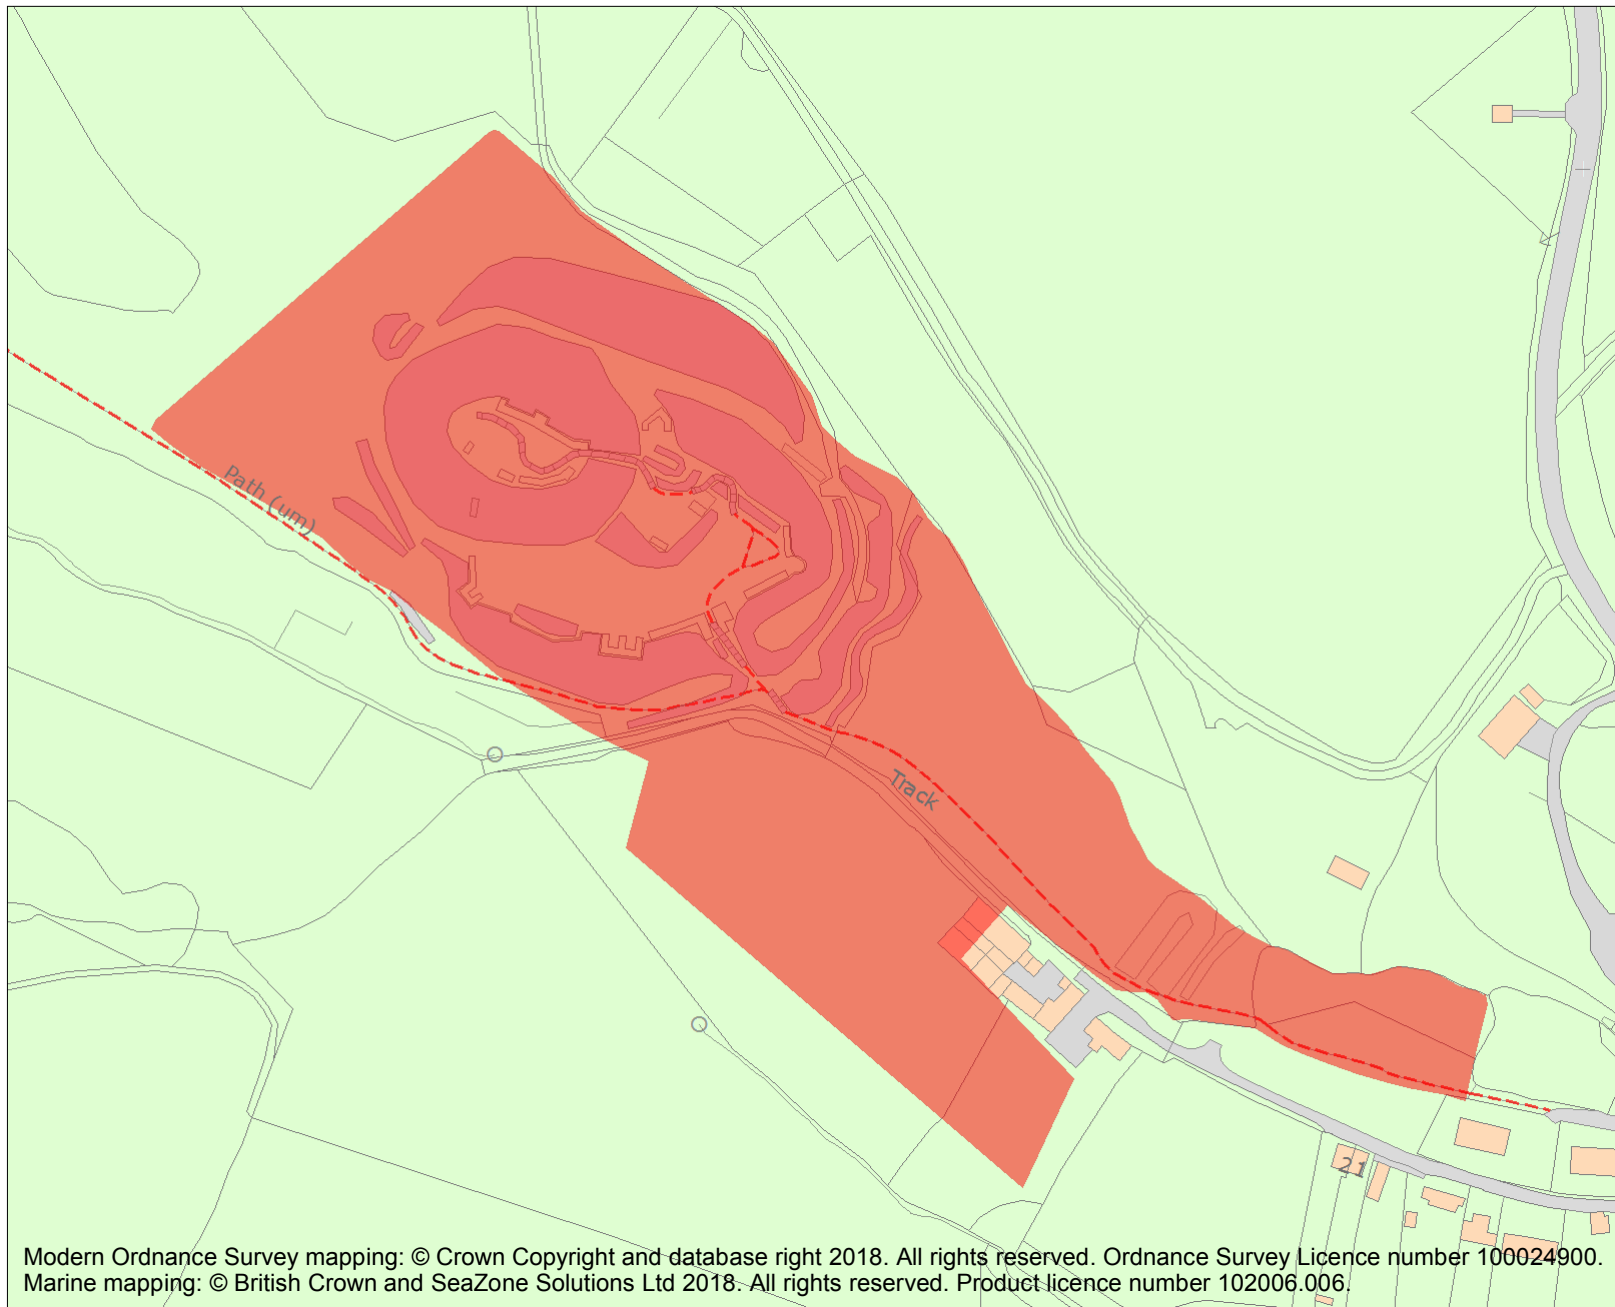 Path (um)
Track
21
Modern Ordnance Survey mapping: © Crown Copyright and database right 2018. All rights reserved. Ordnance Survey Licence number 100024900.
Marine mapping: © British Crown and SeaZone Solutions Ltd 2018. All rights reserved. Product licence number 102006.006.